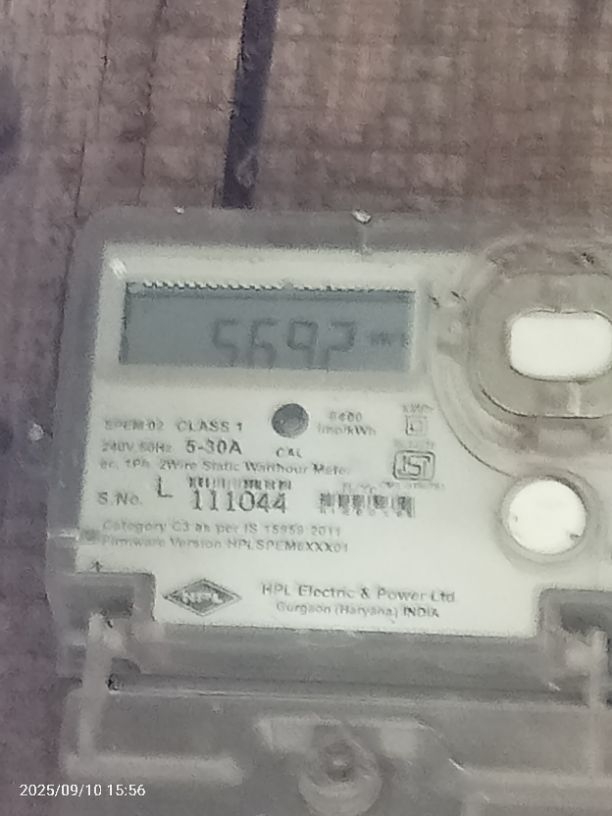 5692
SPEM 02 CLASS 1
6400
imp/kWh
240V, 50Hz 5-30A
CAL
ac, 1Ph. 2Wire Static Watthour Meter
S.No. L 111044
Category C3 as per IS 15959-2011
Firmware Version HPLSPEM6XXX01
HPL
HPL Electric & Power Ltd.
Gurgaon (Haryana) INDIA
2025/09/10 15:56